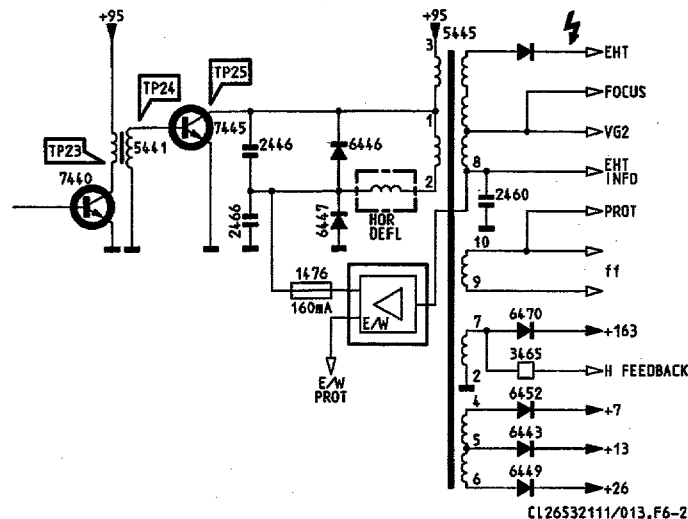 +95
+95
5445
3
EHT
TP25
TP24
FOCUS
7445
1
2446
6446
VG2
TP23
5441
8
EHT
INFO
7440
2
2466
6447
HOR
DEFL
2460
PROT
10
ff
9
1476
160mA
E/W
6470
7
+163
3465
H FEEDBACK
2
E/W
PROT
6452
4
+7
6443
5
+13
6449
6
+26
CL26532111/013.F6-2